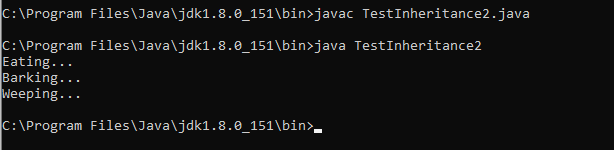 C:\Program Files\Java\jdk1.8.0_151\bin>javac TestInheritance2.java
C:\Program Files\Java\jdk1.8.0_151\bin>java TestInheritance2
Eating...
Barking...
Weeping...
C:\Program Files\Java\jdk1.8.0_151\bin>